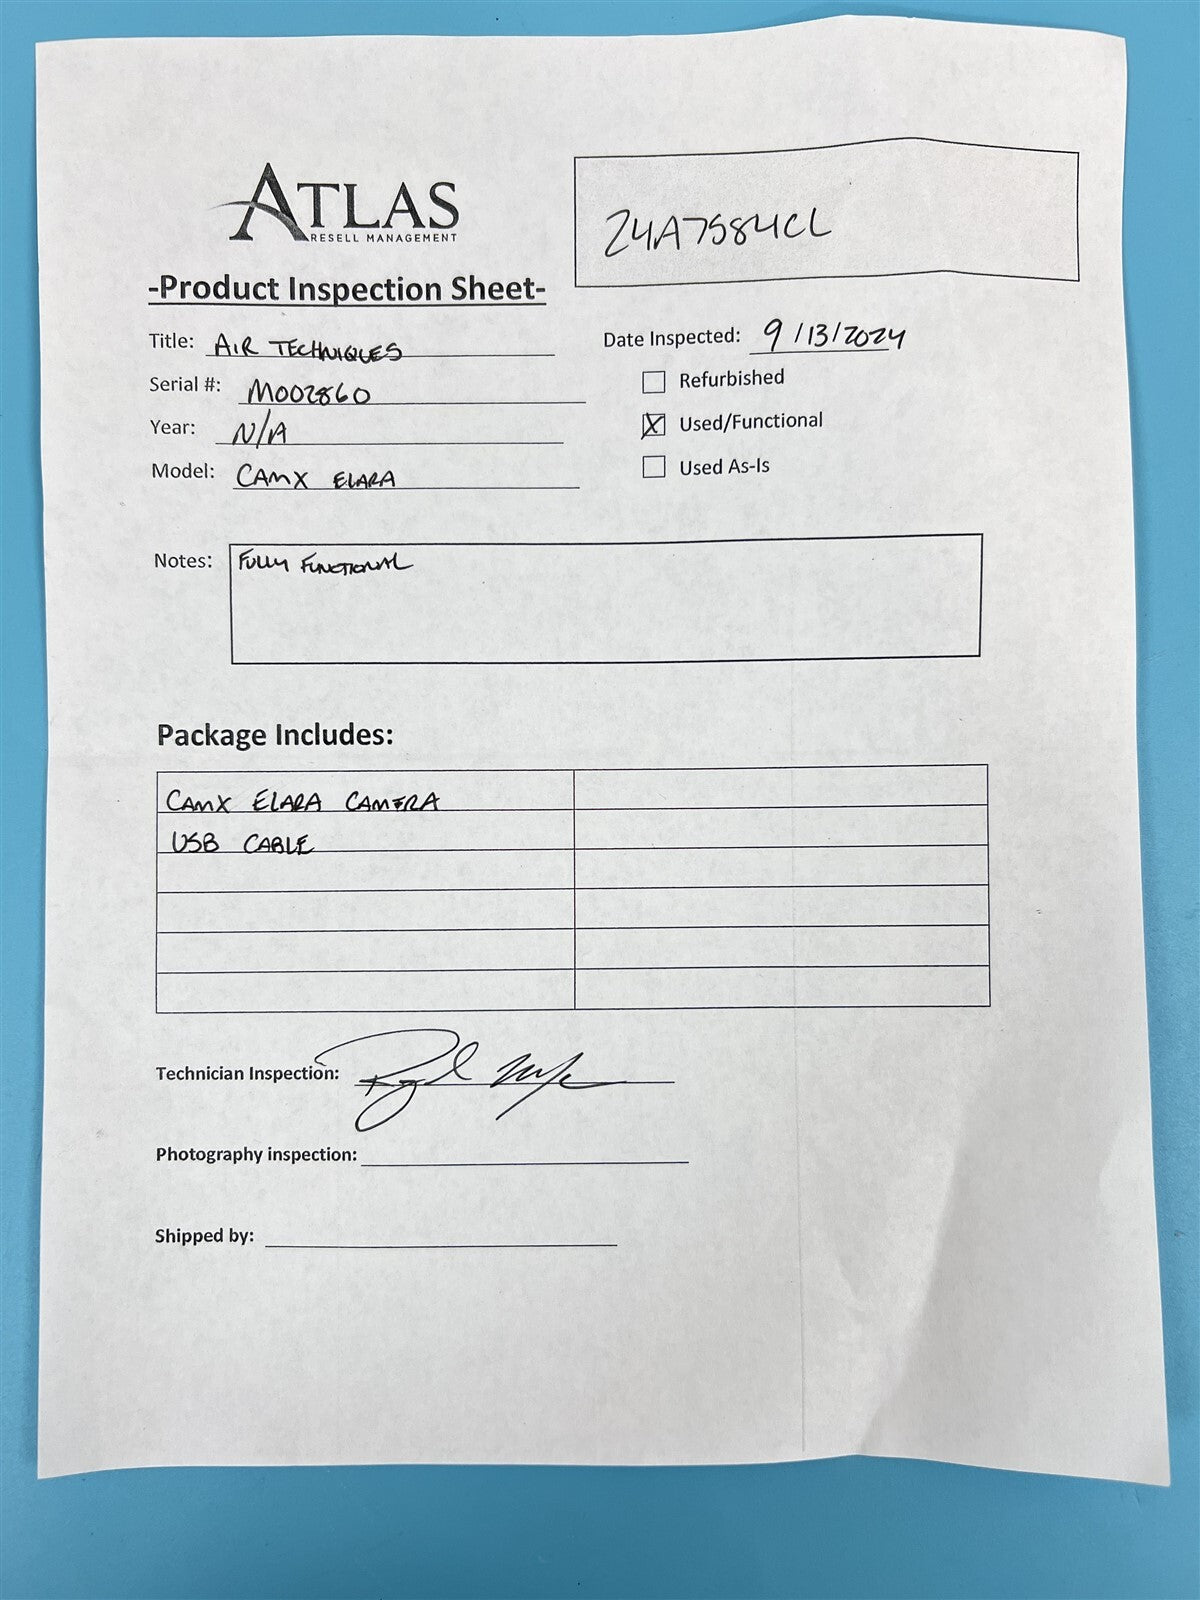 ATLAS
RESELL MANAGEMENT
24A7584CL
-Product Inspection Sheet-
Title: AIR TECHNIQUES
Serial #: M002860
Year: N/A
Model: CAMX ELARA
Date Inspected: 9/13/2024
Refurbished
X Used/Functional
Used As-Is
Notes: FULLY FUNCTIONAL
Package Includes:
CAMX ELARA CAMERA
USB CABLE
Technician Inspection:
Photography inspection:
Shipped by: